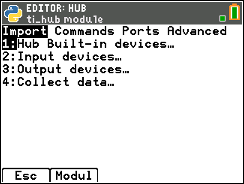 EDITOR: HUB
ti_hub module
Import Commands Ports Advanced
1:Hub Built-in devices…
2:Input devices…
3:Output devices…
4:Collect data…
Esc Modul